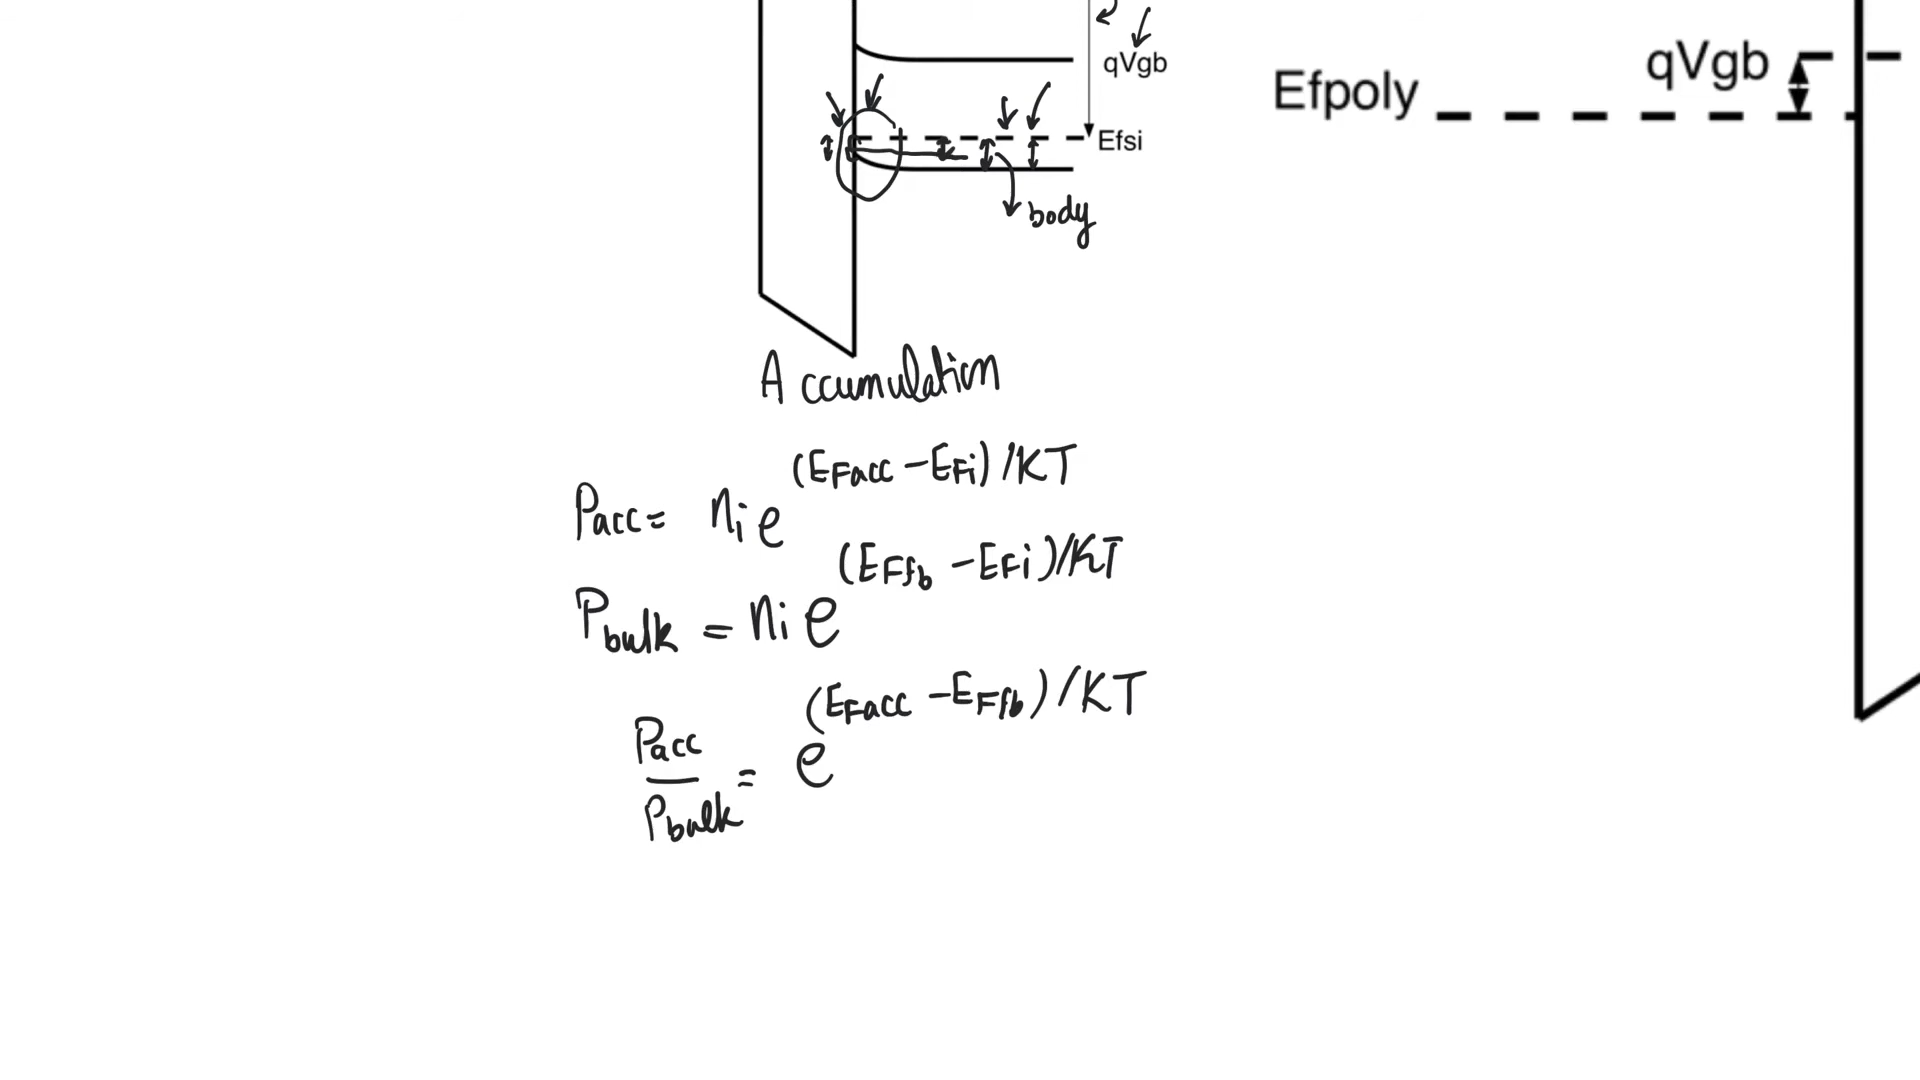 qVgb
Efsi
body
Efpoly
qVgb
Accumulation
Pacc = ni e (EFacc - EFi)/KT
Pbulk = ni e (EFfb - EFi)/KT
Pacc/Pbulk = e (EFacc - EFfb)/KT